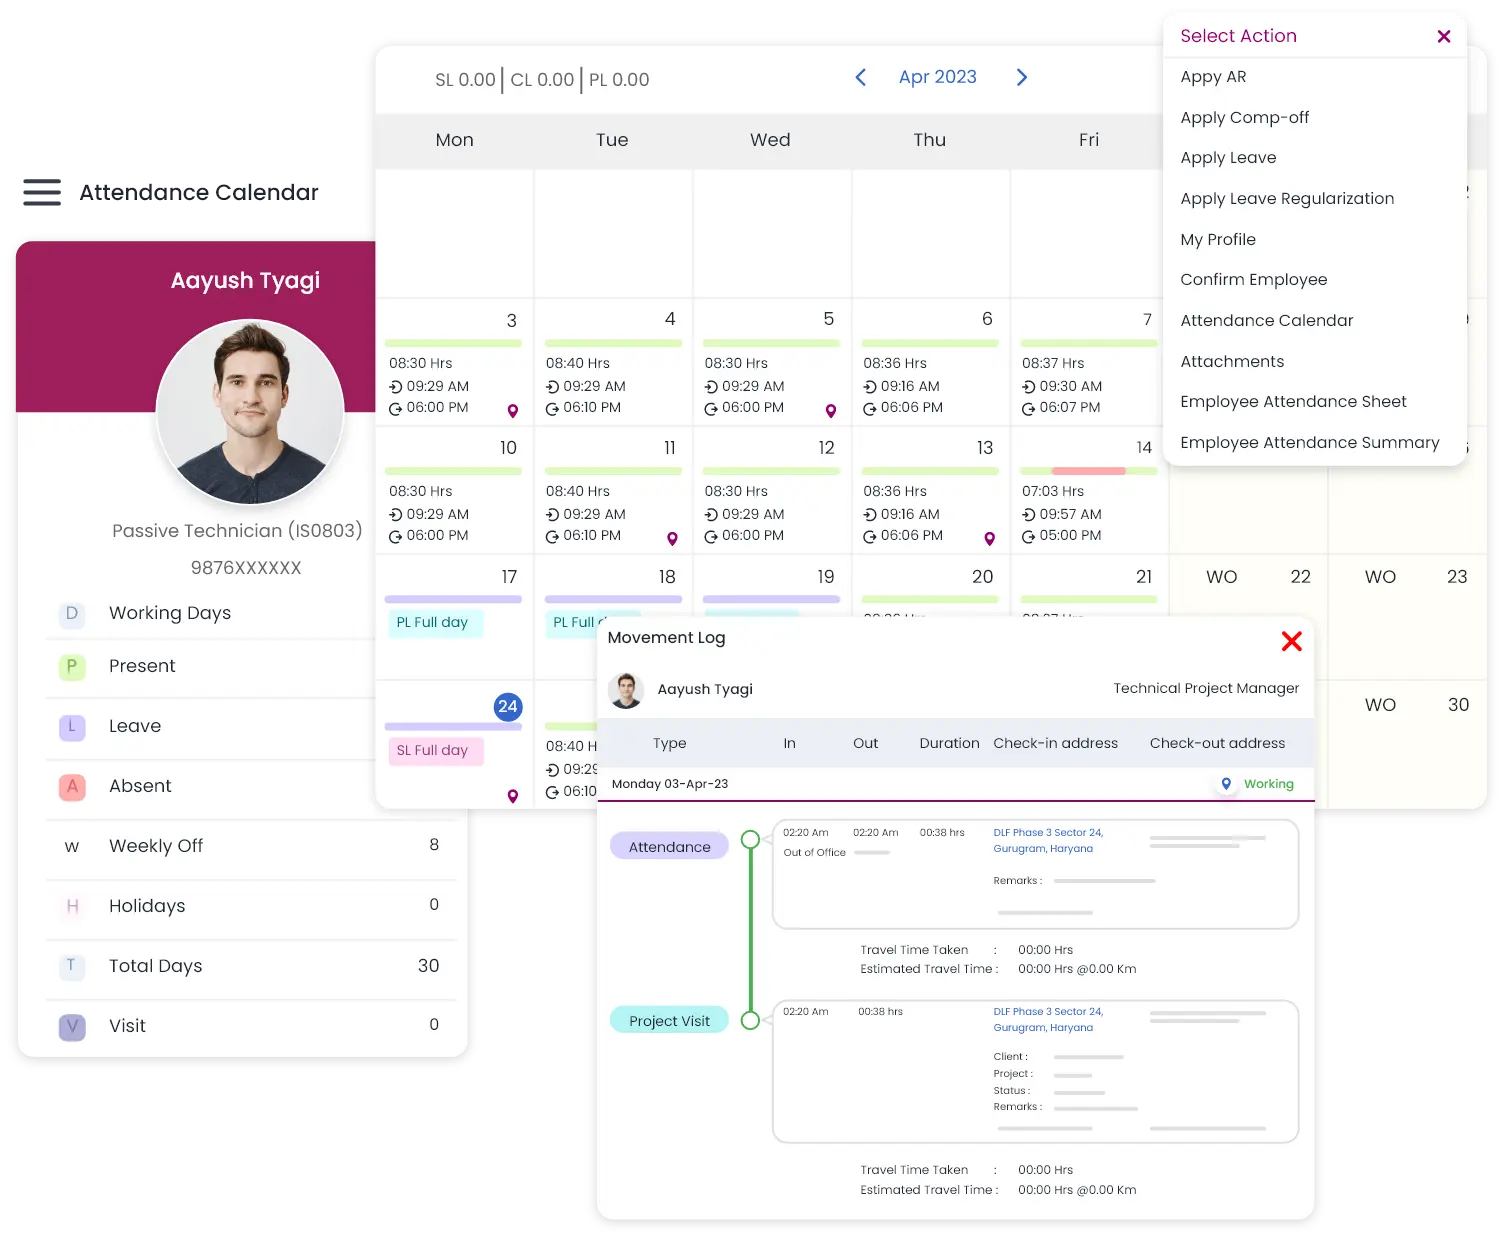 Select Action
SL 0.00 CL 0.00 PL 0.00
Apr 2023
Appy AR
Apply Comp-off
Apply Leave
Apply Leave Regularization
My Profile
Confirm Employee
Attendance Calendar
Attachments
Employee Attendance Sheet
Employee Attendance Summary
Mon Tue Wed Thu Fri
Attendance Calendar
Aayush Tyagi
Passive Technician (IS0803)
9876XXXXXX
D Working Days
P Present
L Leave
A Absent
W Weekly Off 8
H Holidays 0
T Total Days 30
V Visit 0
3 4 5 6 7
08:30 Hrs 08:40 Hrs 08:30 Hrs 08:36 Hrs 08:37 Hrs
09:29 AM 09:29 AM 09:29 AM 09:16 AM 09:30 AM
06:00 PM 06:10 PM 06:00 PM 06:06 PM 06:07 PM
10 11 12 13 14
08:30 Hrs 08:40 Hrs 08:30 Hrs 08:36 Hrs 07:03 Hrs
09:29 AM 09:29 AM 09:29 AM 09:16 AM 09:57 AM
06:00 PM 06:10 PM 06:00 PM 06:06 PM 05:00 PM
17 18 19 20 21 WO 22 WO 23
PL Full day PL Full
24 WO 30
SL Full day 08:40 H
09:29
06:10
Movement Log
Aayush Tyagi Technical Project Manager
Type In Out Duration Check-in address Check-out address
Monday 03-Apr-23 Working
Attendance 02:20 Am 02:20 Am 00:38 hrs DLF Phase 3 Sector 24,
Out of Office Gurugram, Haryana
Remarks :
Travel Time Taken : 00:00 Hrs
Estimated Travel Time : 00:00 Hrs @0.00 Km
Project Visit 02:20 Am 00:38 hrs DLF Phase 3 Sector 24,
Gurugram, Haryana
Client :
Project :
Status :
Remarks :
Travel Time Taken : 00:00 Hrs
Estimated Travel Time : 00:00 Hrs @0.00 Km